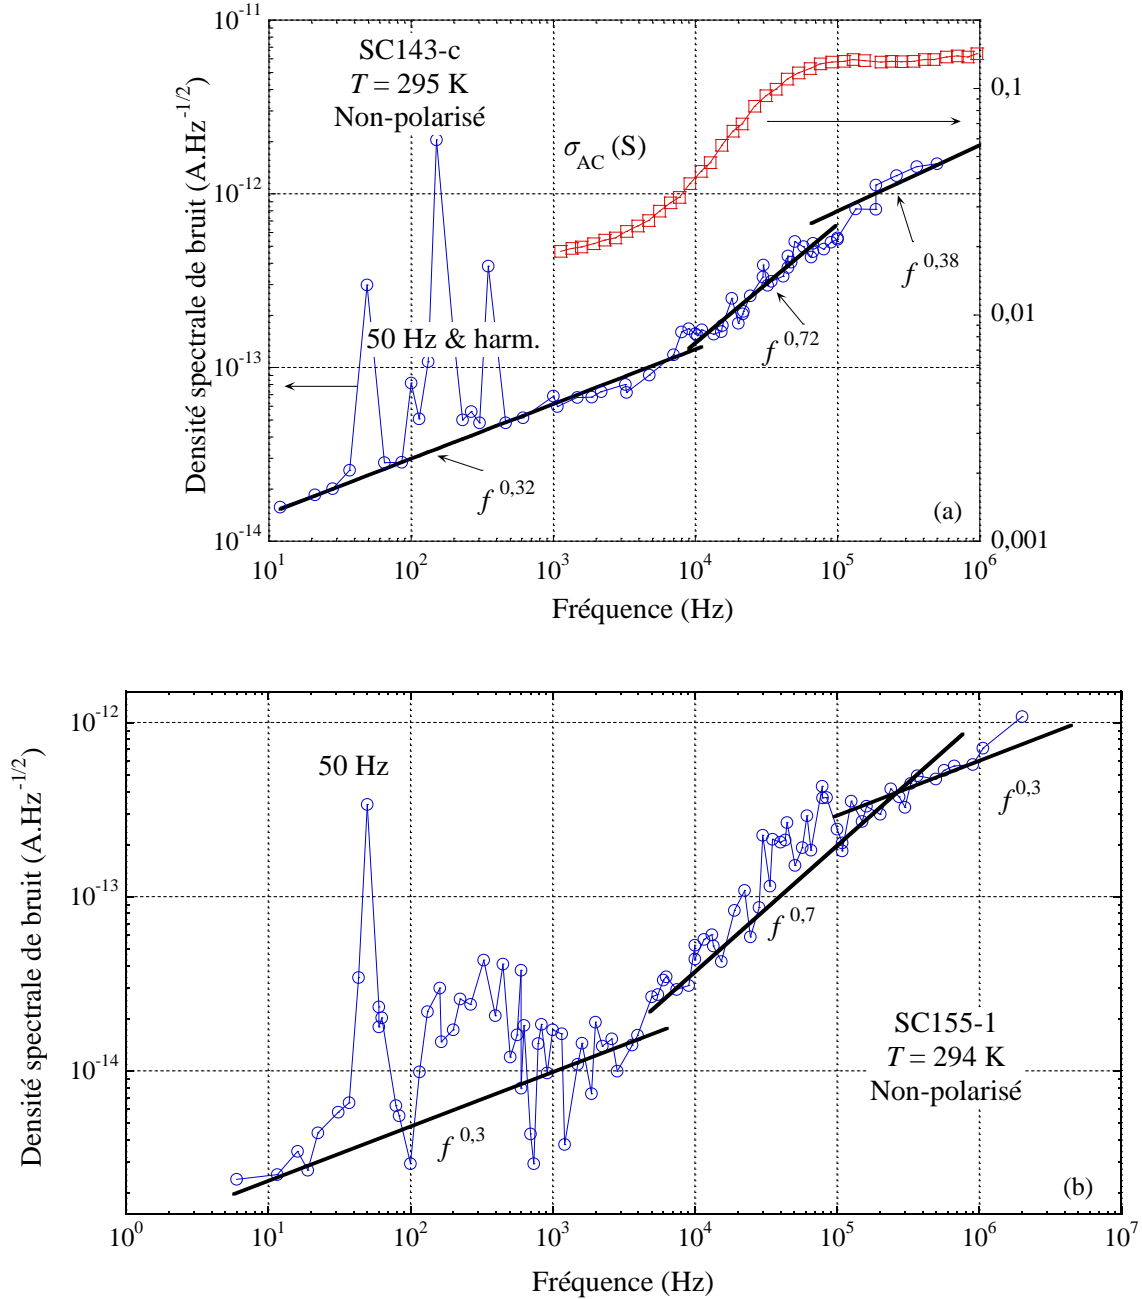 10^-11
SC143-c
T = 295 K
Non-polarisé
0,1
σ_AC (S)
10^-12
f^0,38
0,01
50 Hz & harm.
f^0,72
10^-13
f^0,32
(a)
10^-14
0,001
10^1 10^2 10^3 10^4 10^5 10^6
Fréquence (Hz)
Densité spectrale de bruit (A.Hz^-1/2)
10^-12
50 Hz
f^0,3
10^-13
f^0,7
SC155-1
T = 294 K
Non-polarisé
10^-14
f^0,3
(b)
10^0 10^1 10^2 10^3 10^4 10^5 10^6 10^7
Fréquence (Hz)
Densité spectrale de bruit (A.Hz^-1/2)